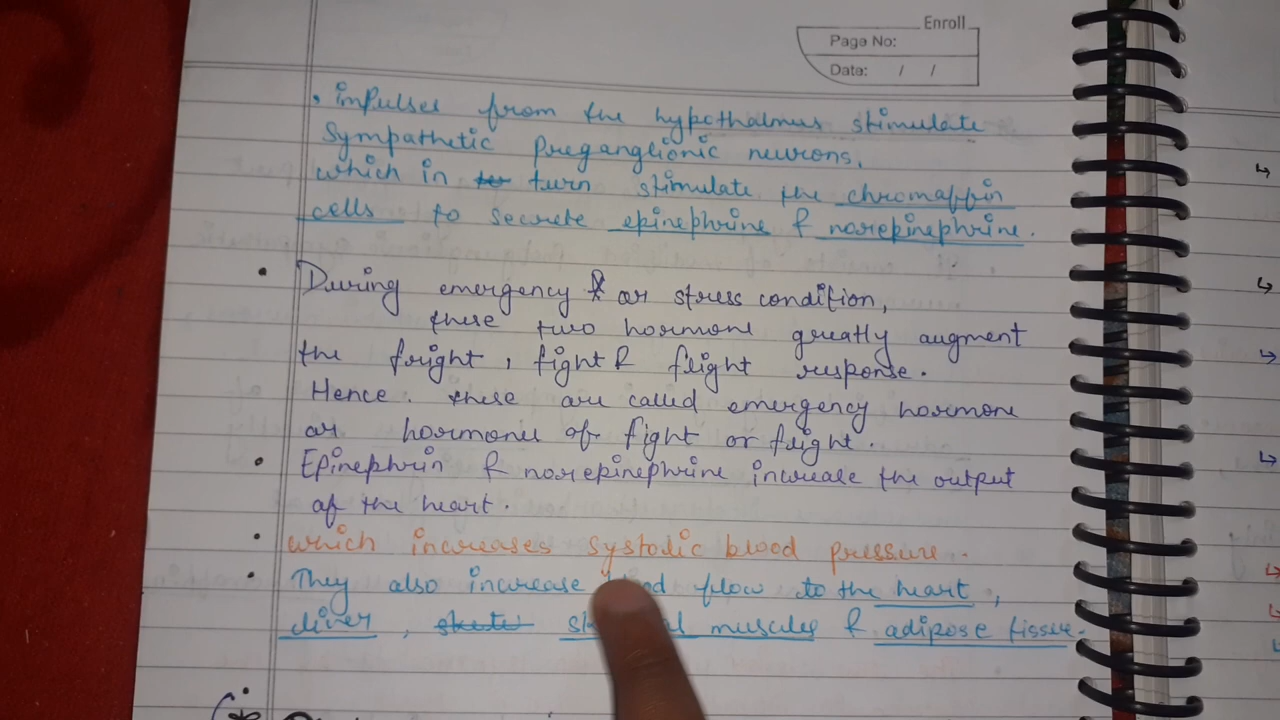 Enroll
Page No:
Date: / /
• impulses from the hypothalmus stimulate
Sympathetic Preganglionic neurons.
which in turn stimulate the chromaffin
cells to secrete epinephrine & norepinephrine.
• During emergency or stress condition,
these two hormone greatly augment
the fright, fight & flight response.
Hence. these are called emergency hormone
or hormones of fight or flight.
• Epinephrin & norepinephrine increase the output
of the heart.
• which increases systolic blood pressure.
• They also increase flow to the heart,
liver, muscles & adipose tissue.